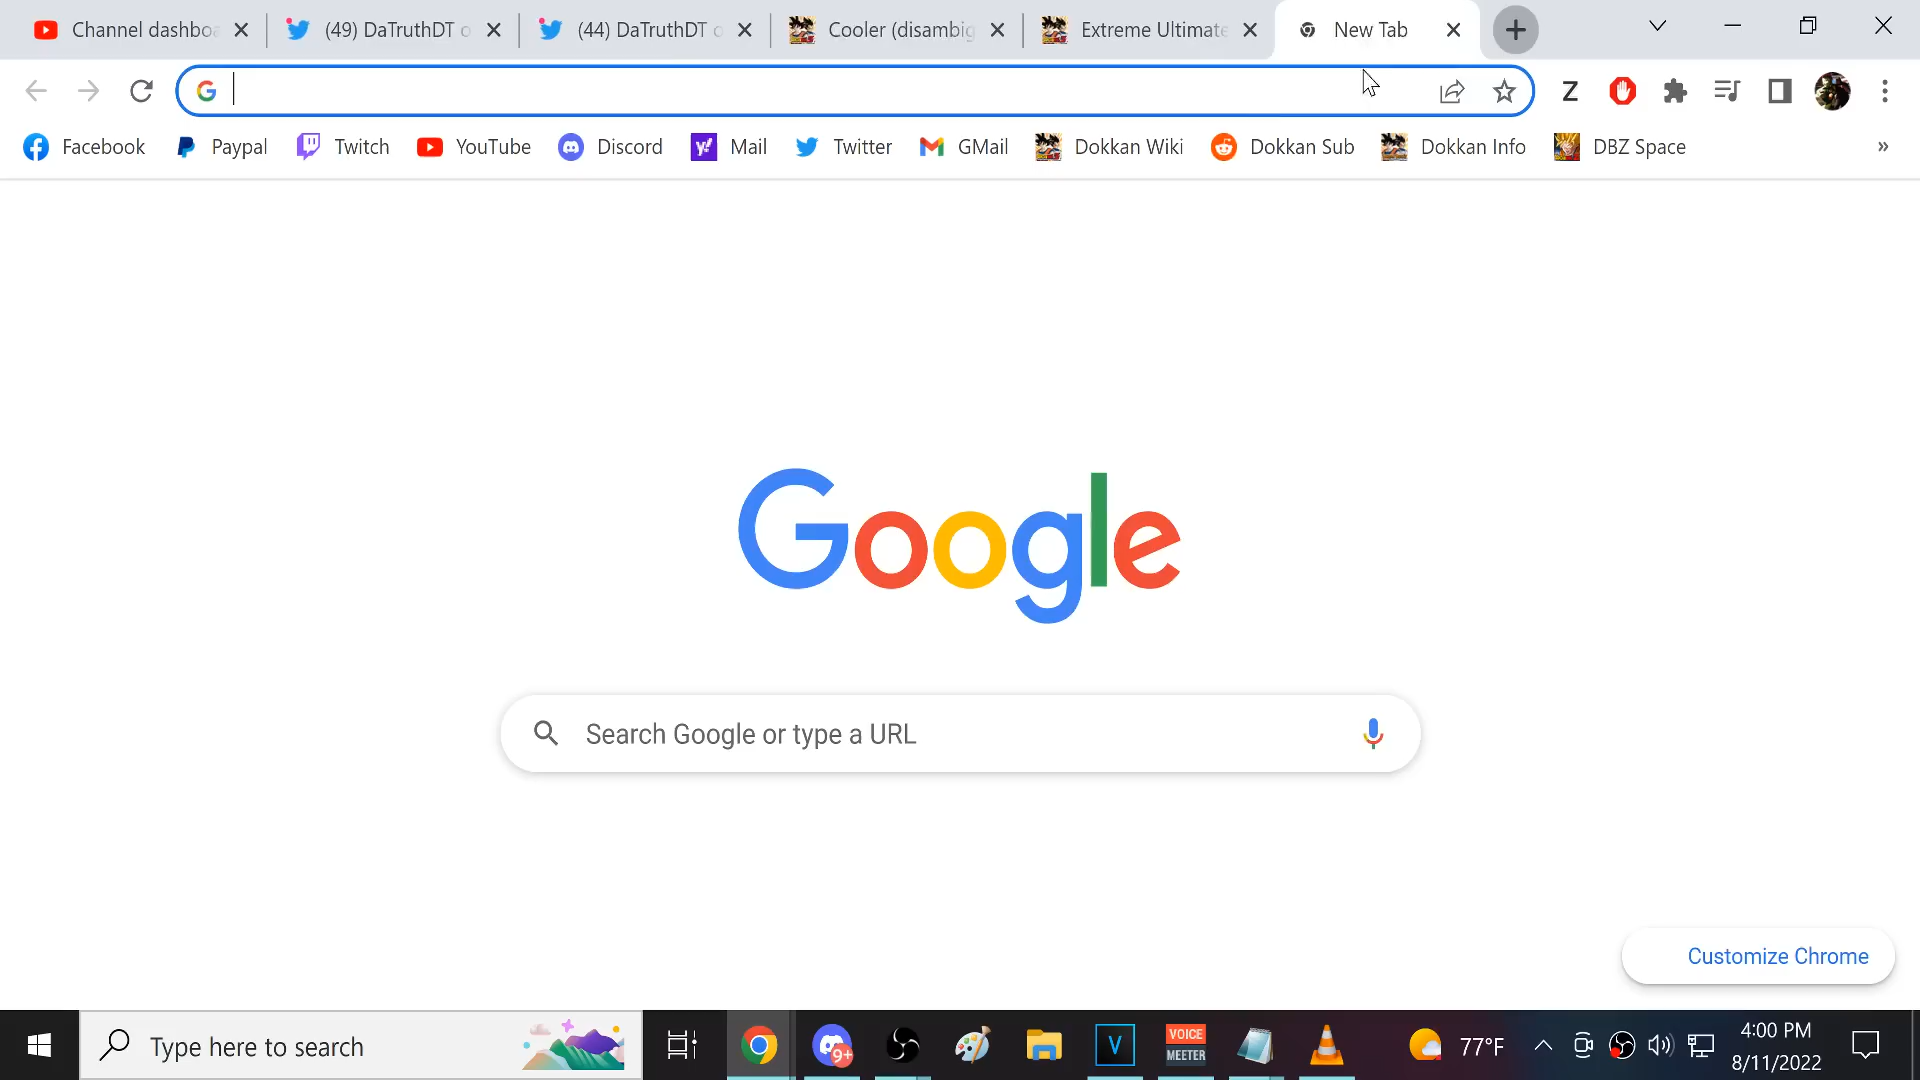 Channel dashboa
(49) DaTruthDT o
(44) DaTruthDT o
Cooler (disambig
Extreme Ultimate
New Tab
Z
Facebook
Paypal
Twitch
YouTube
Discord
y!
Mail
Twitter
GMail
Dokkan Wiki
Dokkan Sub
Dokkan Info
DBZ Space
»
Google
Search Google or type a URL
Customize Chrome
Type here to search
9+
V
VOICE
MEETER
77°F
4:00 PM
8/11/2022